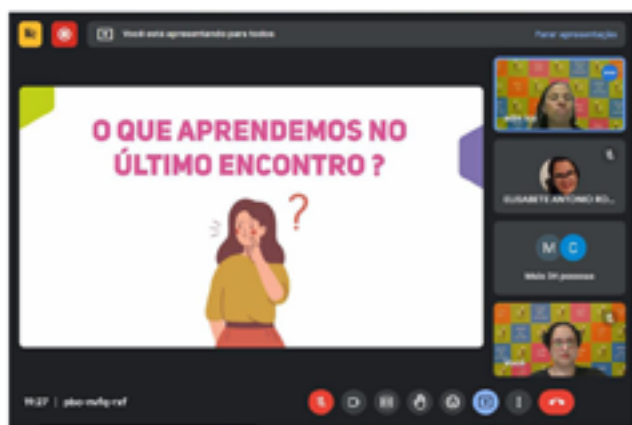 Você está apresentando para todos
Parar apresentação
O QUE APRENDEMOS NO
ÚLTIMO ENCONTRO ?
?
ELISABETE ANTONIO RO...
M C
Mais 34 pessoas
19:27 |